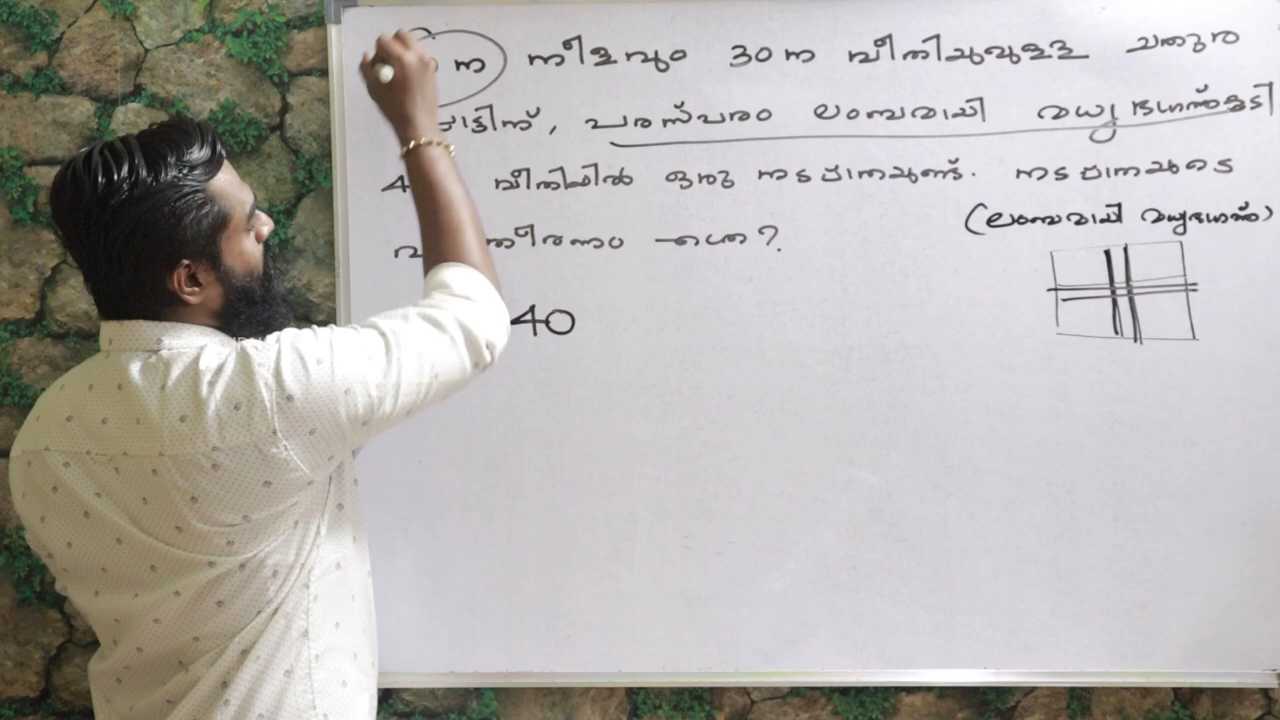 ന നീളവും 30 ന വീതിയുമുള്ള ചതുര
ട്ടിന്, പരസ്പരം ലംബമായി മധ്യഭാഗത്തുകൂടി
4 വീതിയിൽ ഒരു നടപ്പാതയുണ്ട്. നടപ്പാതയുടെ
(ലംബമായി മധ്യഭാഗത്ത്)
എത്ര?
40